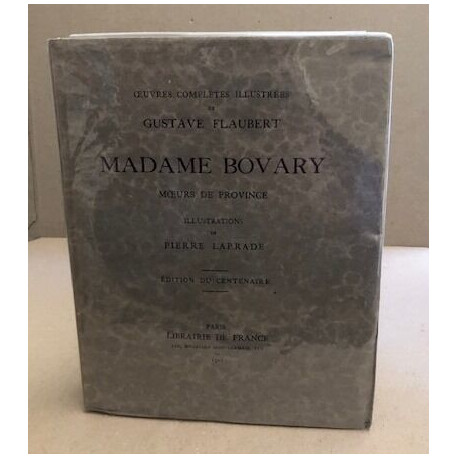 ŒUVRES COMPLÈTES ILLUSTRÉES
DE
GUSTAVE FLAUBERT
MADAME BOVARY
MŒURS DE PROVINCE
ILLUSTRATIONS
DE
PIERRE LAPRADE
ÉDITION DU CENTENAIRE
PARIS
LIBRAIRIE DE FRANCE